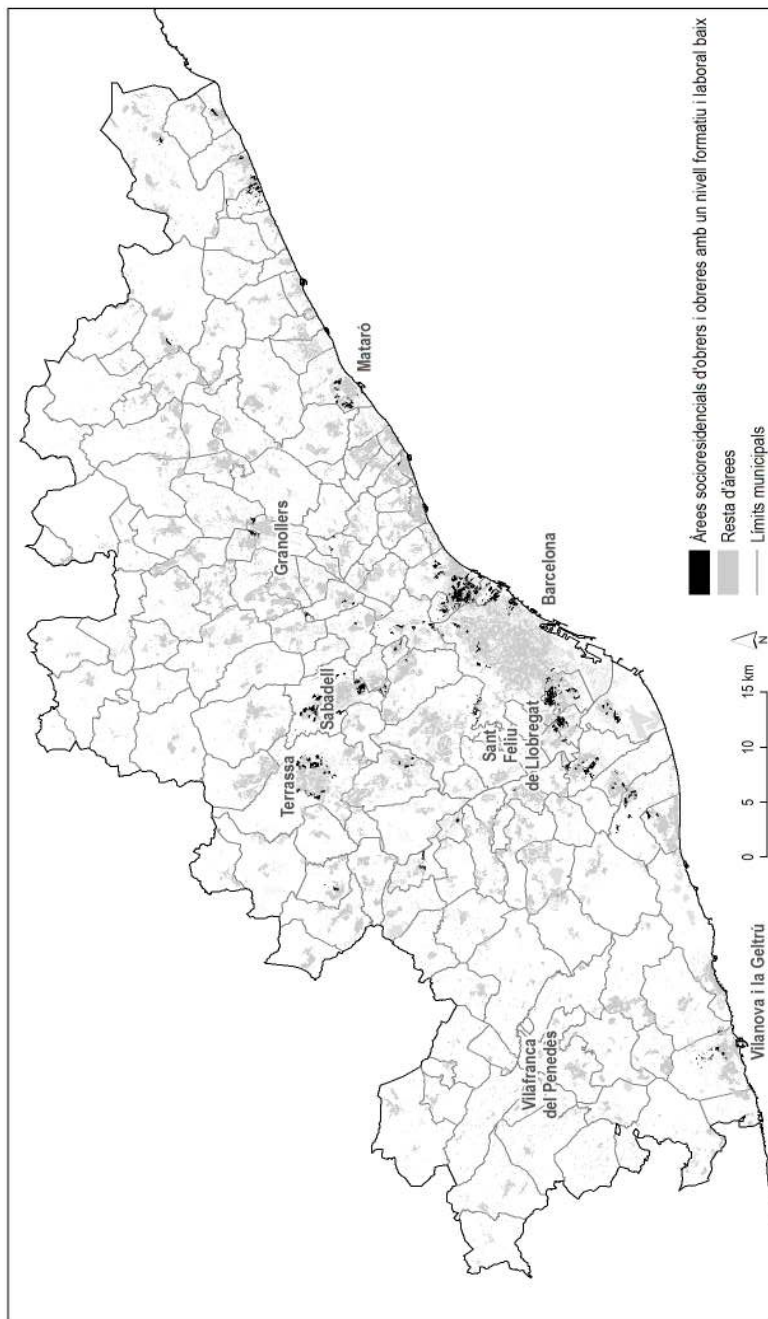 Granollers
Mataró
Terrassa
Sabadell
Barcelona
Sant
Feliu
de Llobregat
Vilafranca
del Penedès
Vilanova i la Geltrú
0 5 10 15 km
N
Àrees socioresidencials d'obrers i obreres amb un nivell formatiu i laboral baix
Resta d'àrees
Límits municipals